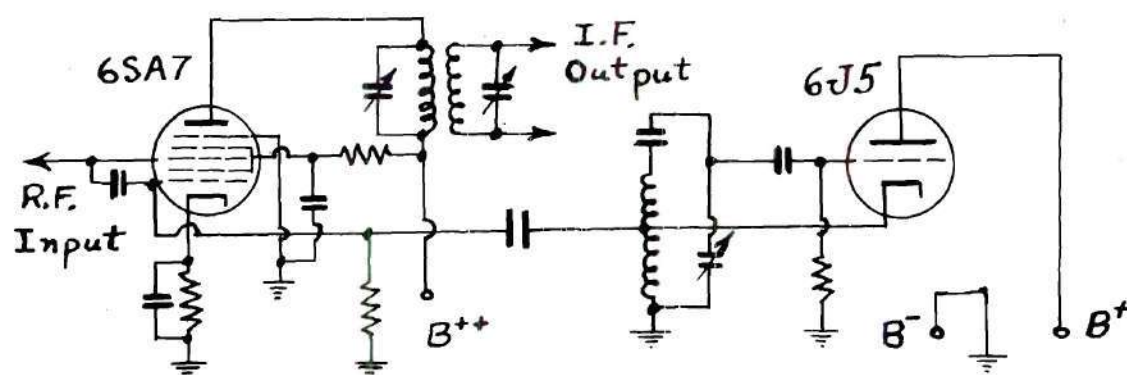 6SA7
I.F.
Output
6J5
R.F.
Input
B++
B-
B+